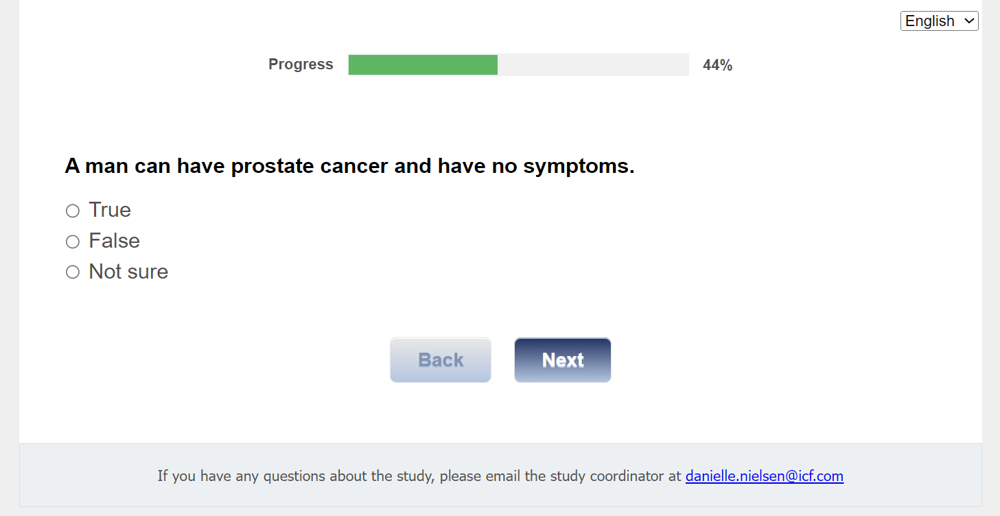 English
Progress 44%
A man can have prostate cancer and have no symptoms.
True
False
Not sure
Back Next
If you have any questions about the study, please email the study coordinator at danielle.nielsen@icf.com